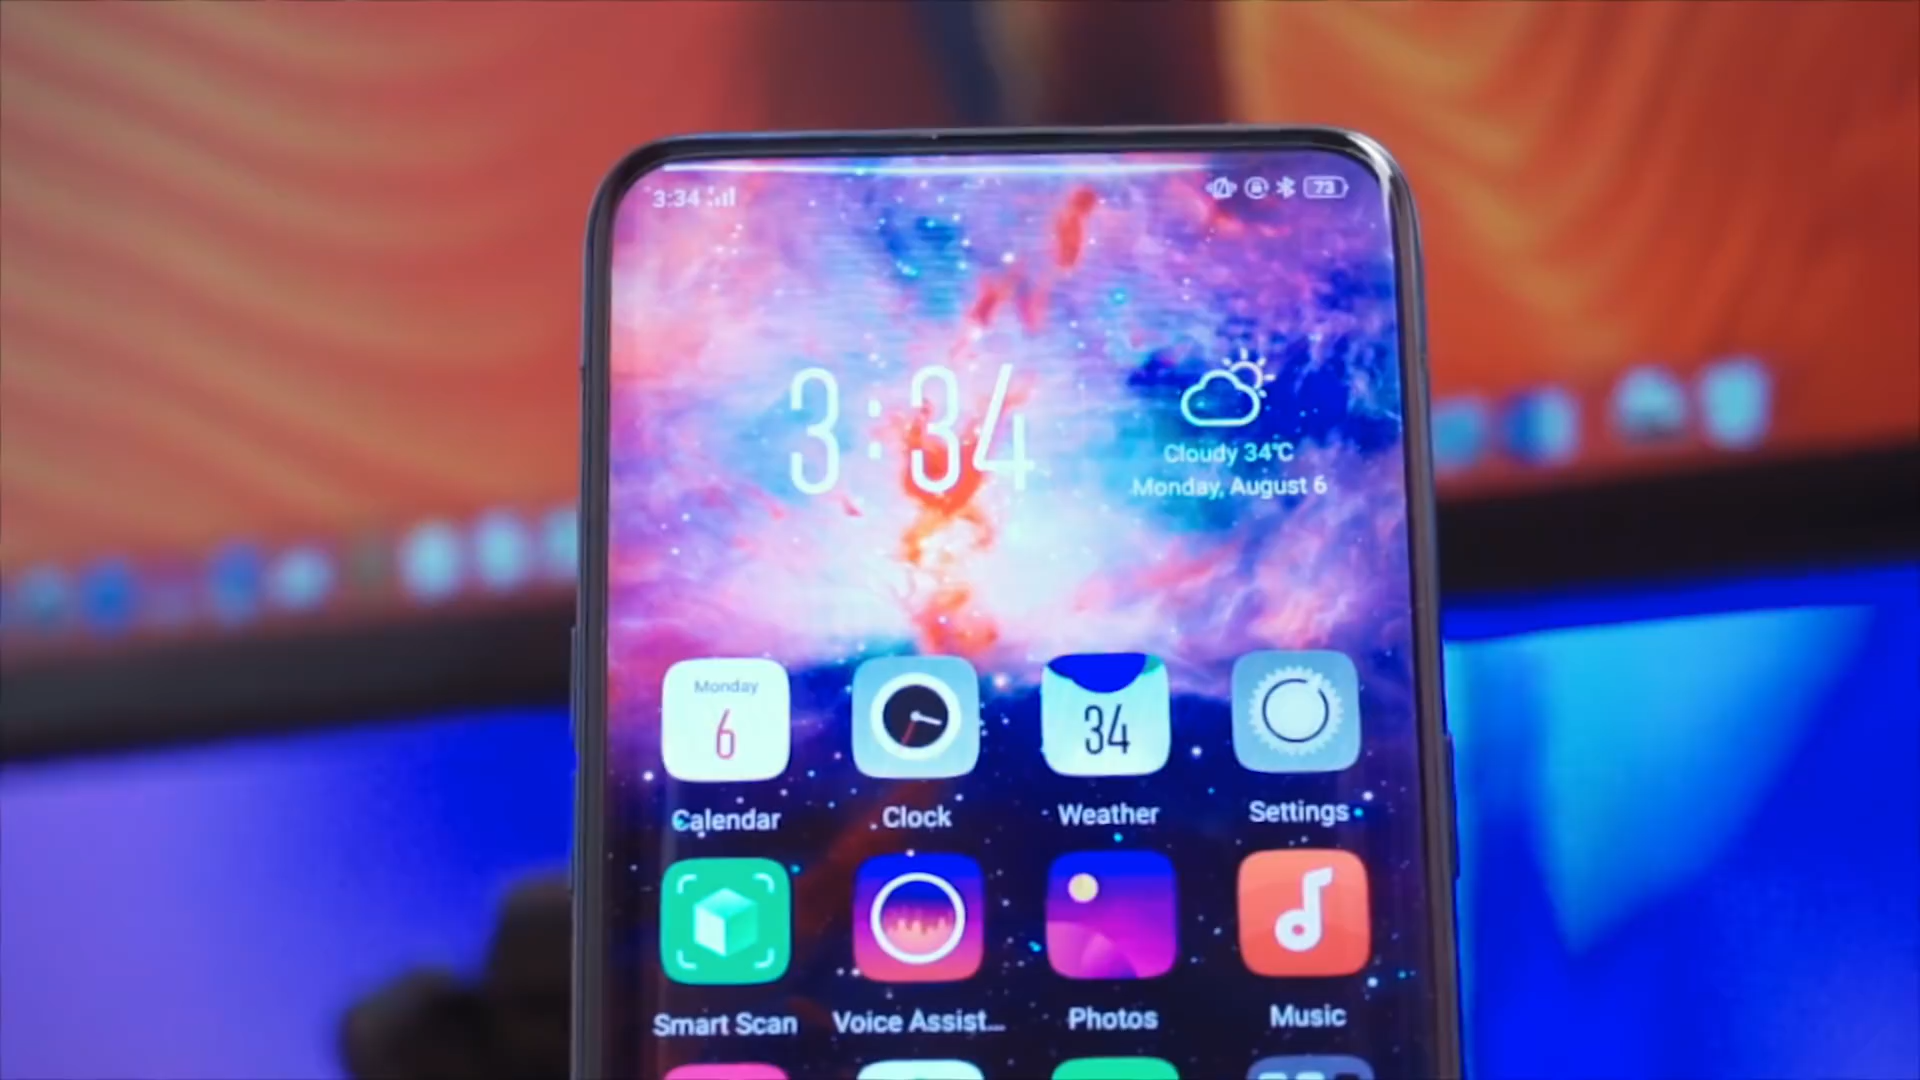 3:34
73
3:34
Cloudy 34°C
Monday, August 6
Monday
6
34
Calendar
Clock
Weather
Settings
Smart Scan
Voice Assist...
Photos
Music